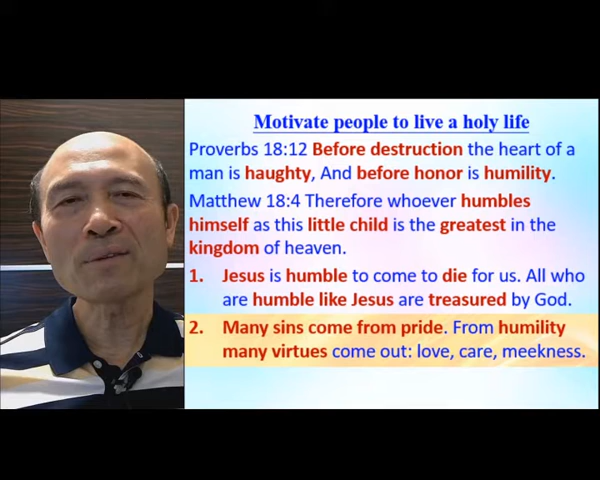 Motivate people to live a holy life
Proverbs 18:12 Before destruction the heart of a
man is haughty, And before honor is humility.
Matthew 18:4 Therefore whoever humbles
himself as this little child is the greatest in the
kingdom of heaven.
1. Jesus is humble to come to die for us. All who
are humble like Jesus are treasured by God.
2. Many sins come from pride. From humility
many virtues come out: love, care, meekness.